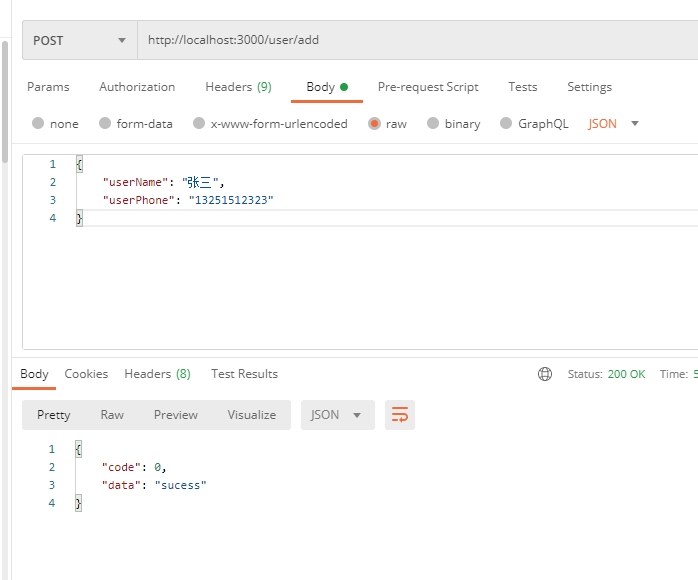 POST http://localhost:3000/user/add
Params Authorization Headers (9) Body Pre-request Script Tests Settings
none form-data x-www-form-urlencoded raw binary GraphQL JSON
1 {
2 "userName": "张三",
3 "userPhone": "13251512323"
4 }
Body Cookies Headers (8) Test Results Status: 200 OK Time:
Pretty Raw Preview Visualize JSON
1 {
2 "code": 0,
3 "data": "sucess"
4 }